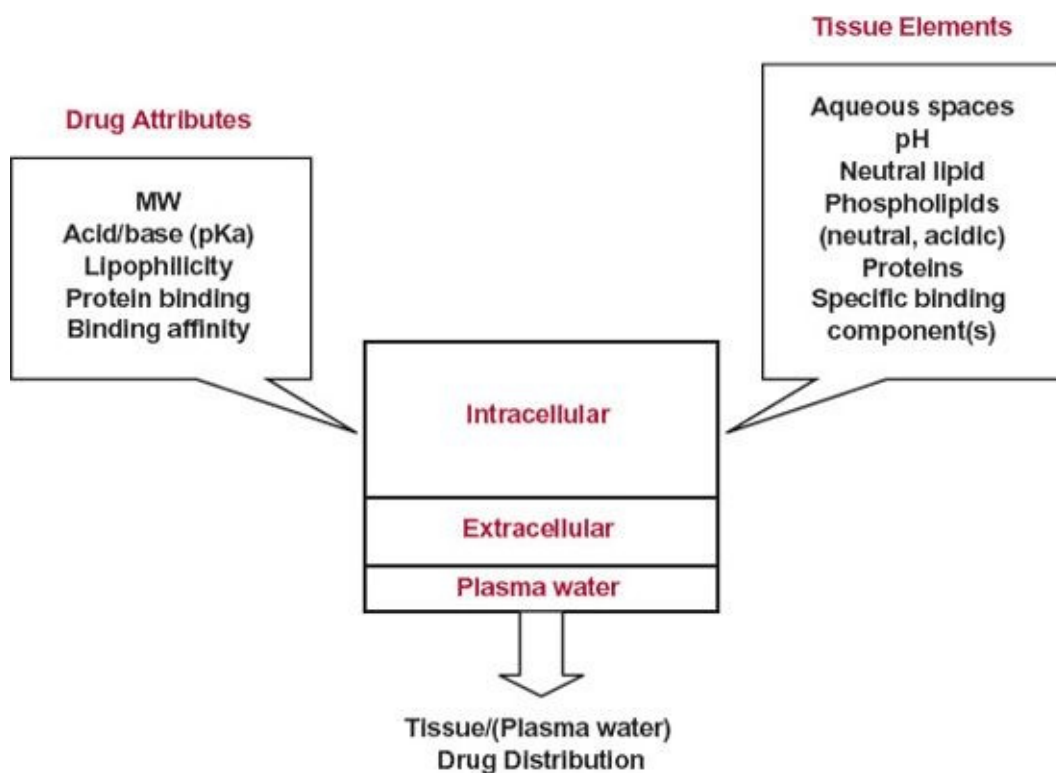 Tissue Elements
Drug Attributes
Aqueous spaces
pH
Neutral lipid
Phospholipids
(neutral, acidic)
Proteins
Specific binding
component(s)
MW
Acid/base (pKa)
Lipophilicity
Protein binding
Binding affinity
Intracellular
Extracellular
Plasma water
Tissue/(Plasma water)
Drug Distribution